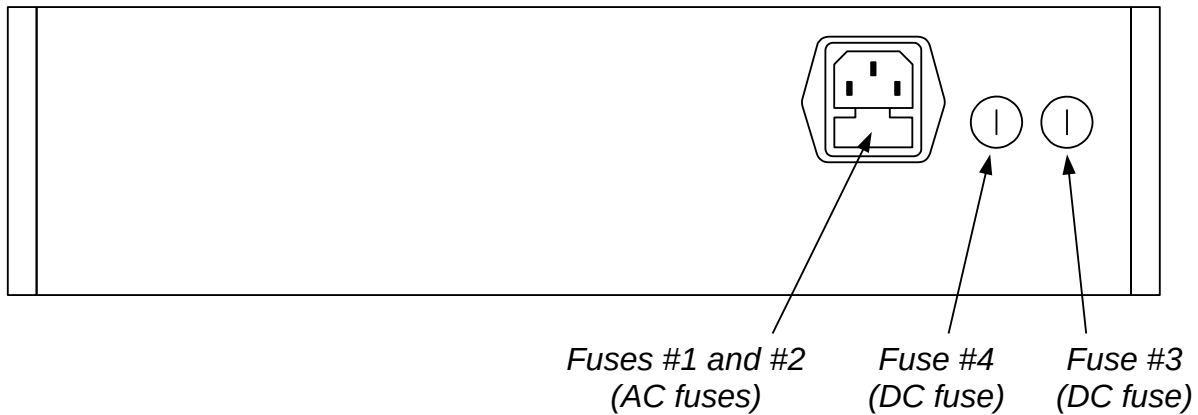 Fuses #1 and #2
(AC fuses)
Fuse #4
(DC fuse)
Fuse #3
(DC fuse)